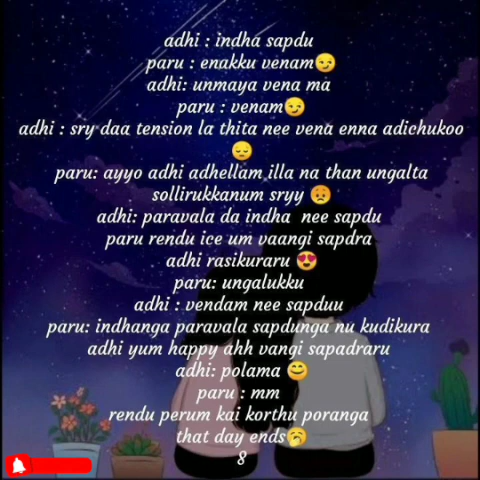 adhi : indha sapdu
paru : enakku venam😏
adhi: unmaya vena ma
paru : venam😏
adhi : sry daa tension la thita nee vena enna adichukoo
😔
paru: ayyo adhi adhellam illa na than ungalta
sollirukkanum sryy 😟
adhi: paravala da indha nee sapdu
paru rendu ice um vaangi sapdra
adhi rasikuraru 😍
paru: ungalukku
adhi : vendam nee sapduu
paru: indhanga paravala sapdunga nu kudikura
adhi yum happy ahh vangi sapadraru
adhi: polama 😊
paru : mm
rendu perum kai korthu poranga
that day ends🥱
8